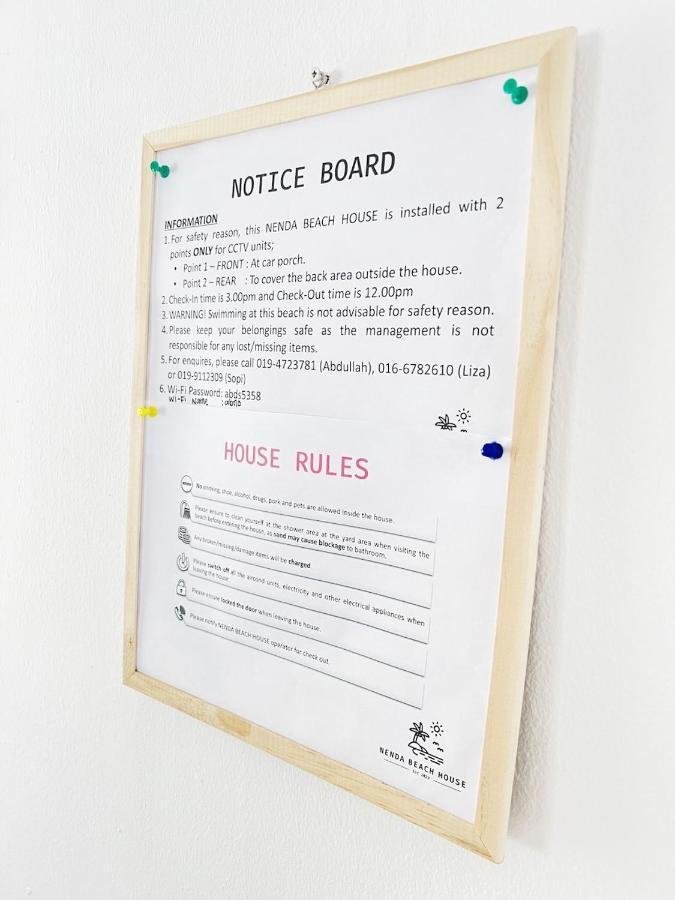 NOTICE BOARD
INFORMATION
1. For safety reason, this NENDA BEACH HOUSE is installed with 2
points ONLY for CCTV units;
• Point 1 – FRONT : At car porch.
• Point 2 – REAR : To cover the back area outside the house.
2. Check-In time is 3.00pm and Check-Out time is 12.00pm
3. WARNING! Swimming at this beach is not advisable for safety reason.
4. Please keep your belongings safe as the management is not
responsible for any lost/missing items.
5. For enquires, please call 019-4723781 (Abdullah), 016-6782610 (Liza)
or 019-9112309 (Sopi)
6. Wi-Fi Password: abds5358
Wi-Fi Name :
HOUSE RULES
No smoking, shoe, alcohol, drugs, pork and pets are allowed inside the house.
Please ensure to clean yourself at the shower area at the yard area when visiting the
beach before entering the house, as sand may cause blockage to bathroom.
Any broken/missing/damage items will be charged
Please switch off all the aircond units, electricity and other electrical appliances when
leaving the house
Please ensure locked the door when leaving the house.
Please notify NENDA BEACH HOUSE operator for check out.
NENDA BEACH HOUSE